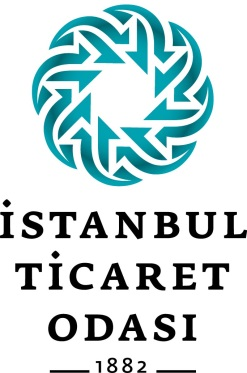 İSTANBUL
TİCARET
ODASI
1882